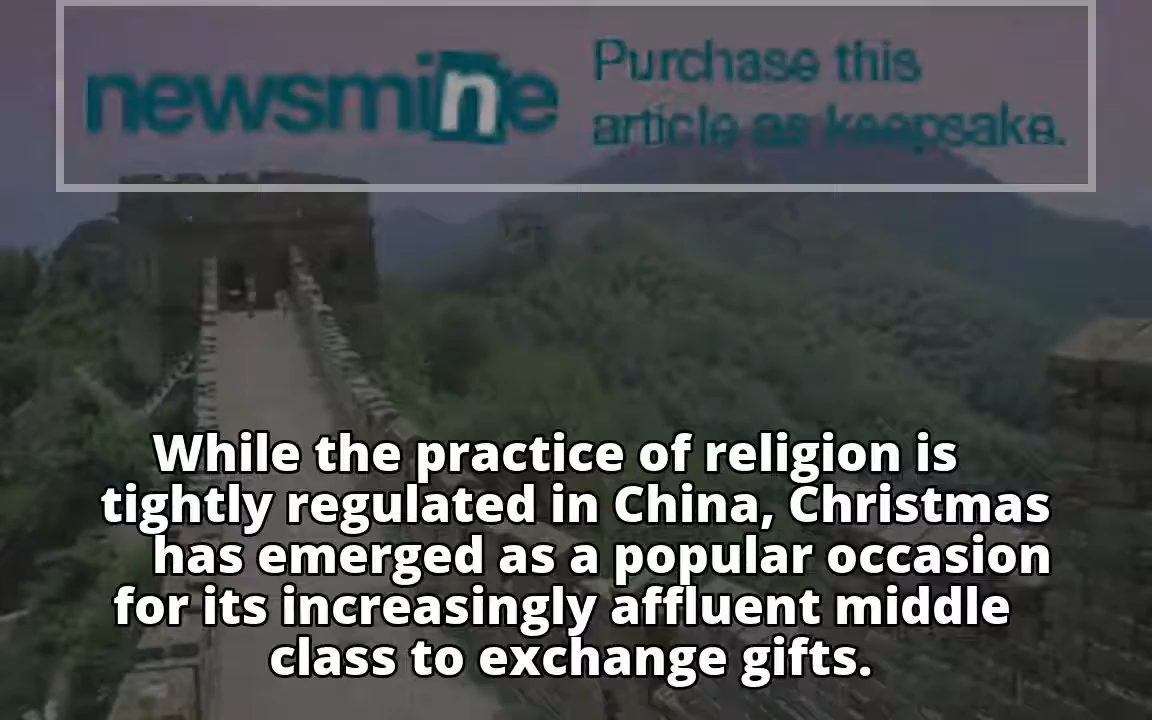 newsmine
Purchase this
article as keepsake.
While the practice of religion is
tightly regulated in China, Christmas
has emerged as a popular occasion
for its increasingly affluent middle
class to exchange gifts.